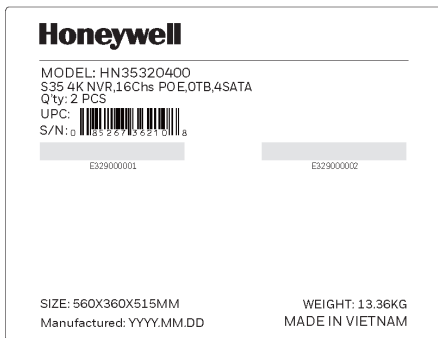 Honeywell
MODEL: HN35320400
S35 4K NVR,16Chs POE,0TB,4SATA
Q'ty: 2 PCS
UPC:
0 85267 36210 8
S/N:
E329000001 E329000002
SIZE: 560X360X515MM WEIGHT: 13.36KG
Manufactured: YYYY.MM.DD MADE IN VIETNAM